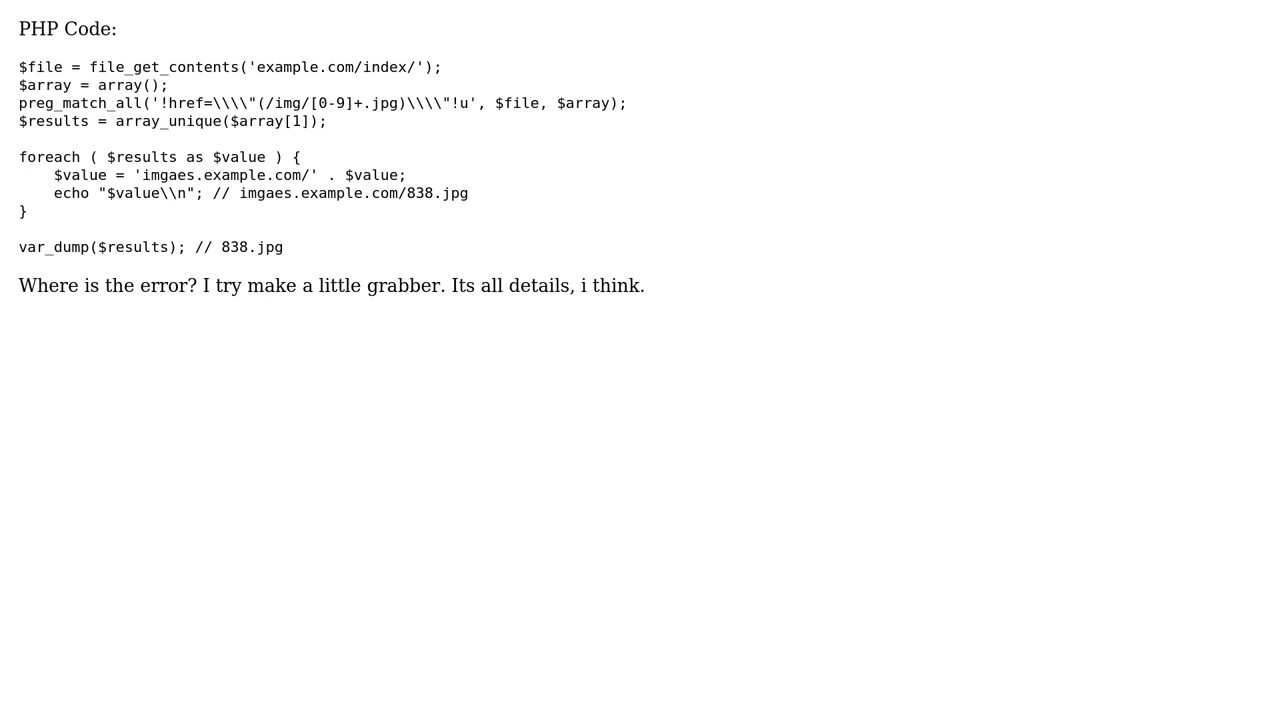 PHP Code:
$file = file_get_contents('example.com/index/');
$array = array();
preg_match_all('!href=\\\\"(/img/[0-9]+.jpg)\\\\"!u', $file, $array);
$results = array_unique($array[1]);
foreach ( $results as $value ) {
    $value = 'imgaes.example.com/' . $value;
    echo "$value\\n"; // imgaes.example.com/838.jpg
}
var_dump($results); // 838.jpg
Where is the error? I try make a little grabber. Its all details, i think.